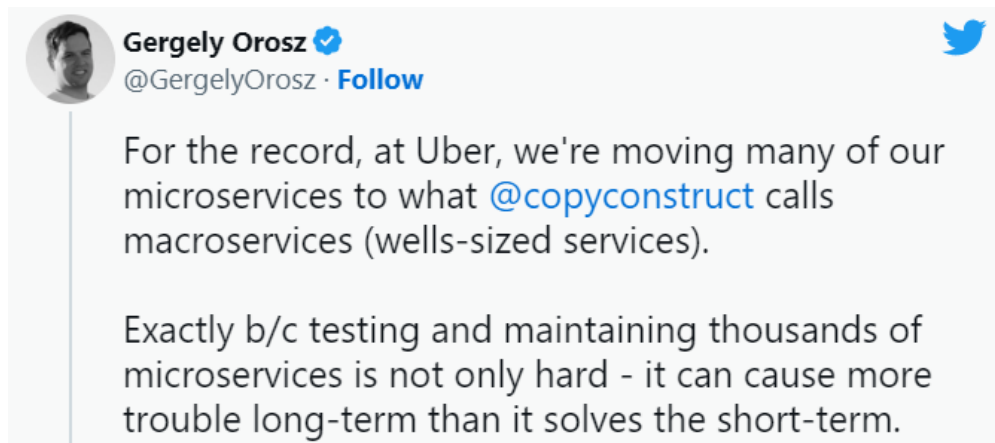 Gergely Orosz
@GergelyOrosz · Follow
For the record, at Uber, we're moving many of our
microservices to what @copyconstruct calls
macroservices (wells-sized services).
Exactly b/c testing and maintaining thousands of
microservices is not only hard - it can cause more
trouble long-term than it solves the short-term.